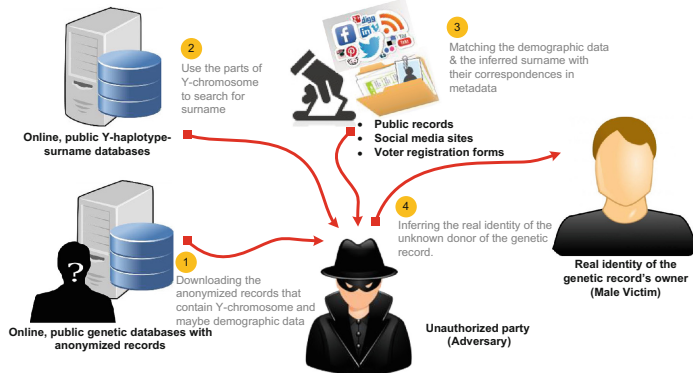 2
Use the parts of
Y-chromosome
to search for
surname
Online, public Y-haplotype-
surname databases
digg
in
You
Tube
3
Matching the demographic data
& the inferred surname with
their correspondences in
metadata
• Public records
• Social media sites
• Voter registration forms
4
Inferring the real identity of the
unknown donor of the genetic
record.
?
1
Downloading the
anonymized records that
contain Y-chromosome and
maybe demographic data
Online, public genetic databases with
anonymized records
Unauthorized party
(Adversary)
Real identity of the
genetic record's owner
(Male Victim)